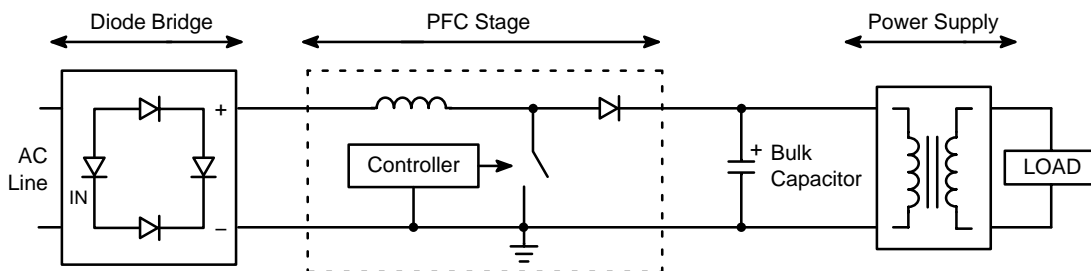 Diode Bridge
PFC Stage
Power Supply
AC
Line
IN
+
−
Controller
+
Bulk
Capacitor
LOAD